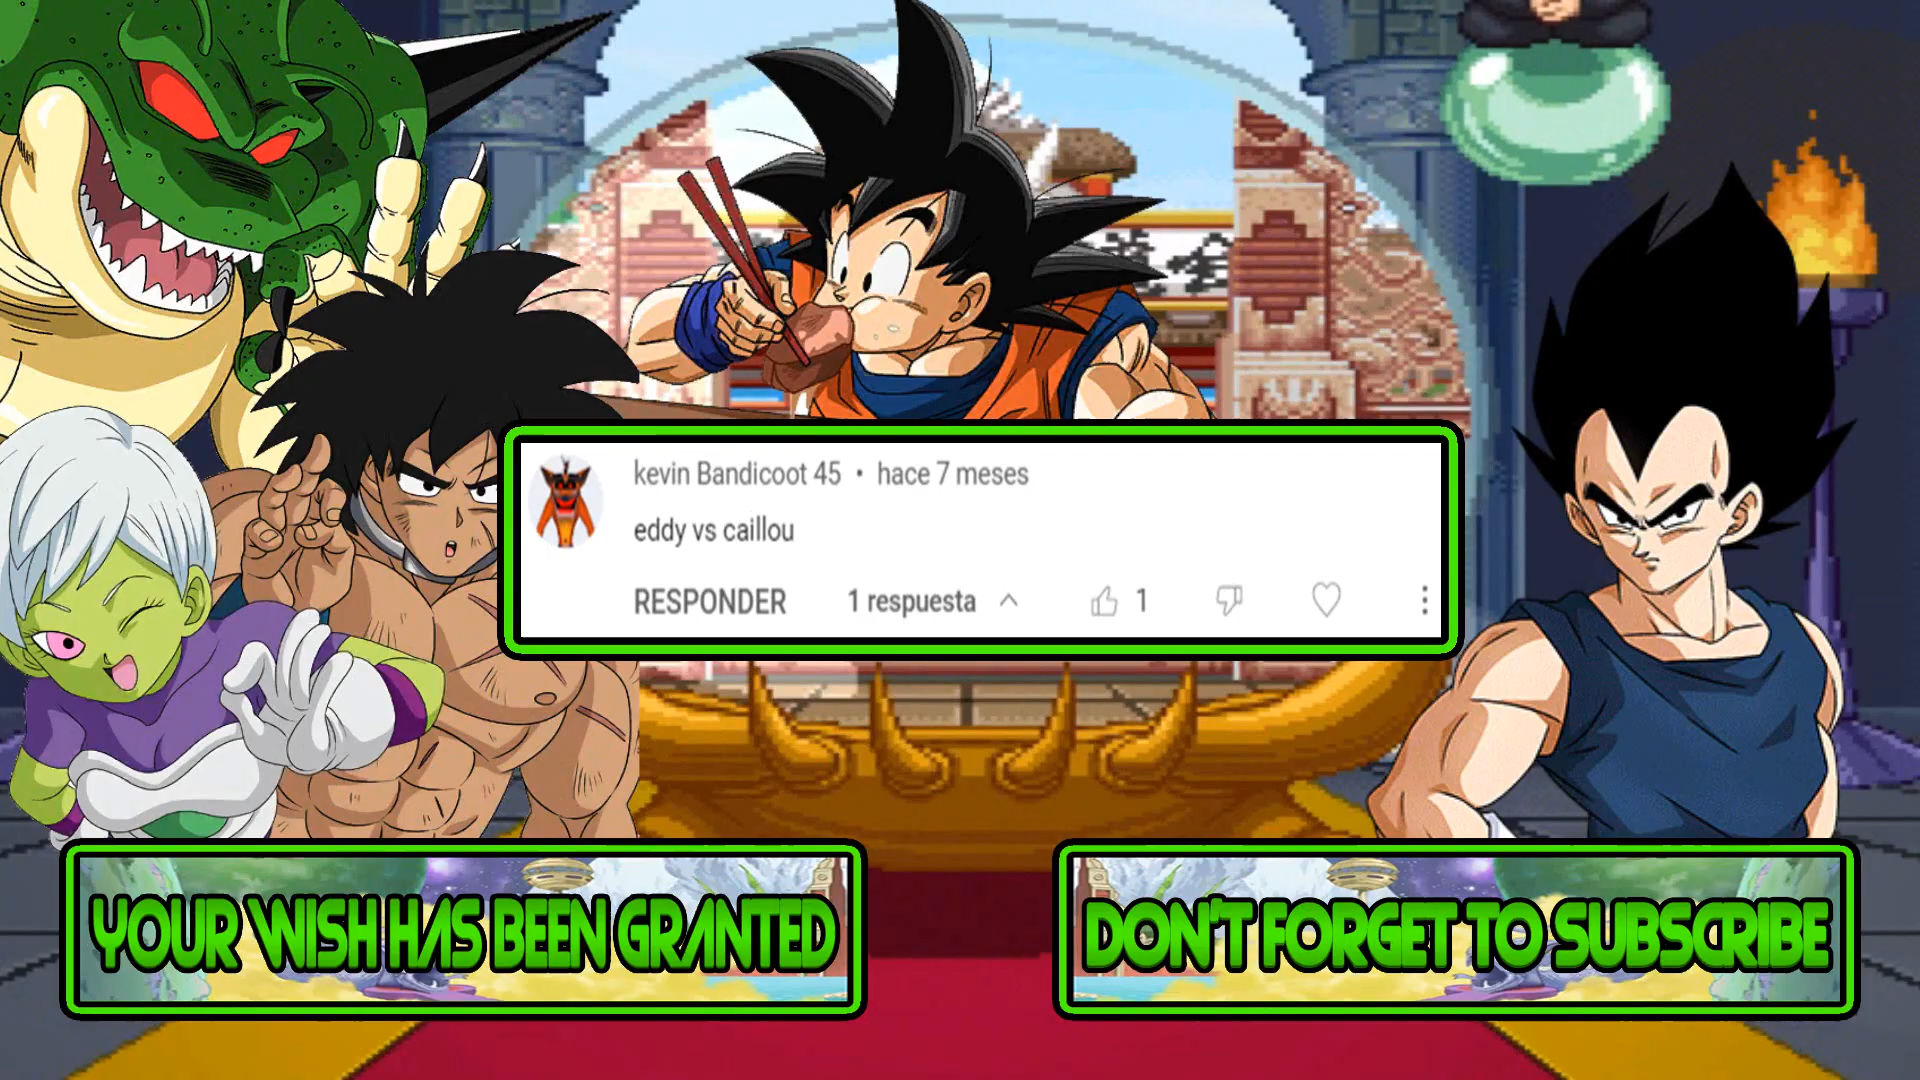 kevin Bandicoot 45 • hace 7 meses
eddy vs caillou
RESPONDER 1 respuesta 1
YOUR WISH HAS BEEN GRANTED
DON'T FORGET TO SUBSCRIBE